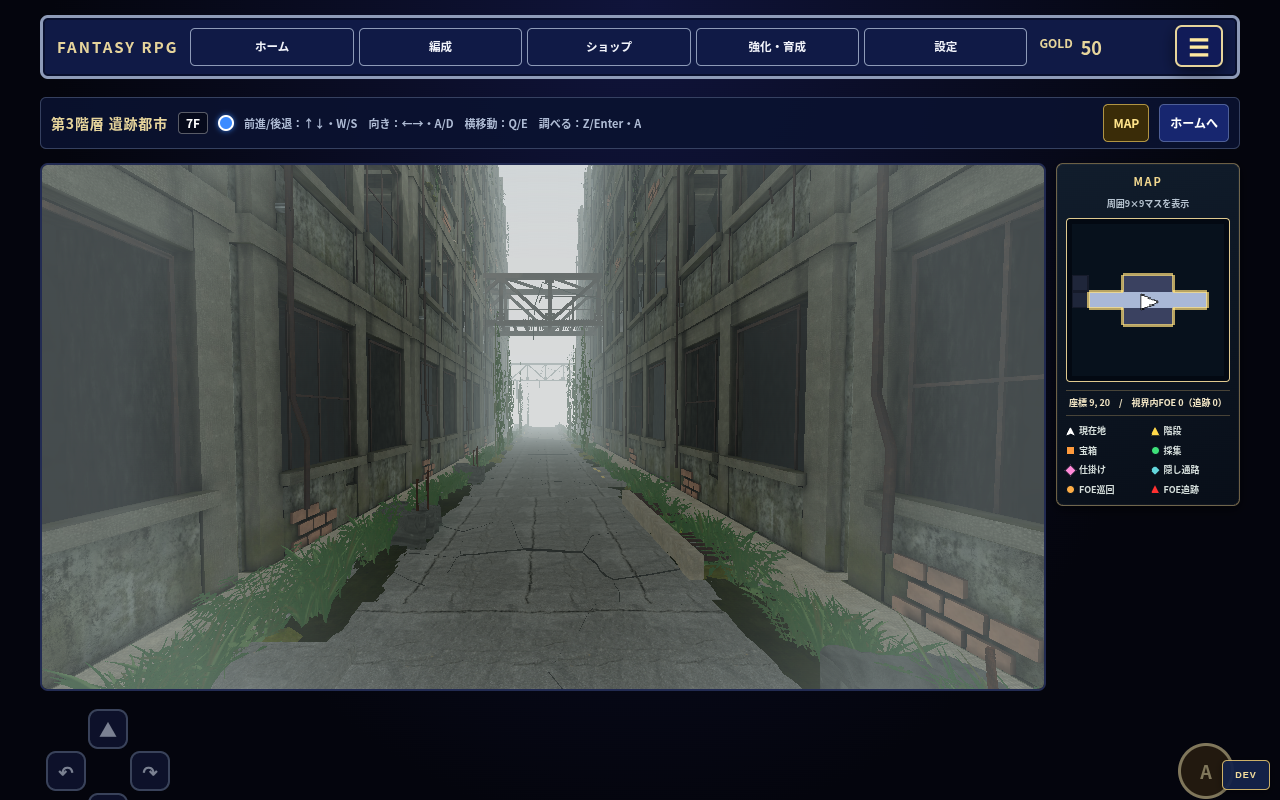 FANTASY RPG
ホーム
編成
ショップ
強化・育成
設定
GOLD 50
第3階層 遺跡都市
7F
前進/後退：↑↓・W/S 向き：←→・A/D 横移動：Q/E 調べる：Z/Enter・A
MAP
ホームへ
MAP
周囲9×9マスを表示
座標 9, 20 / 視界内FOE 0（追跡 0）
現在地
階段
宝箱
採集
仕掛け
隠し通路
FOE巡回
FOE追跡
A
DEV